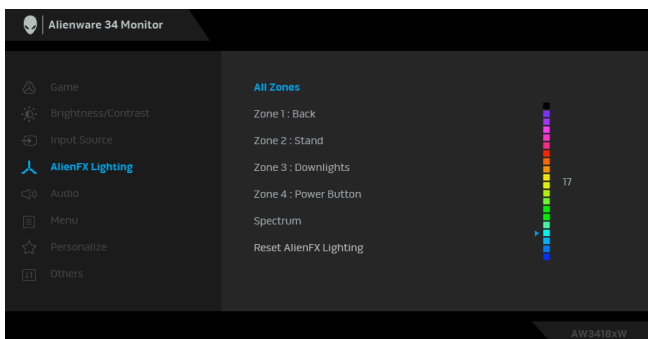 Alienware 34 Monitor
Game
Brightness/Contrast
Input Source
AlienFX Lighting
Audio
Menu
Personalize
Others
All Zones
Zone 1 : Back
Zone 2 : Stand
Zone 3 : Downlights
Zone 4 : Power Button
Spectrum
Reset AlienFX Lighting
17
AW3418xW